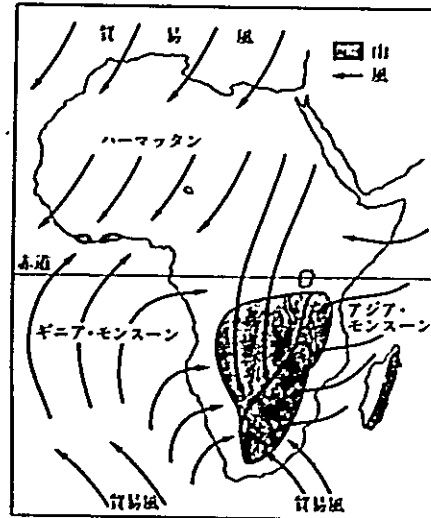 貿易風
山
風
ハーマッタン
赤道
ギニア・モンスーン
アジア・
モンスーン
貿易風
貿易風